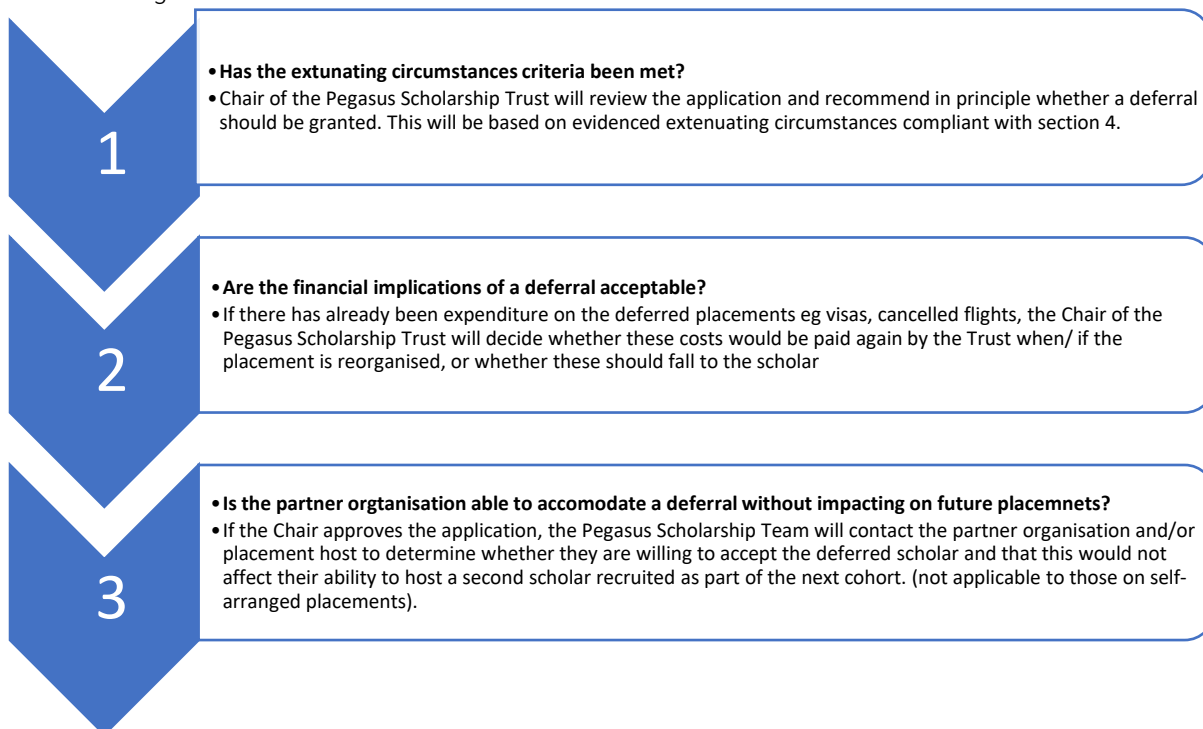 1
•Has the extunating circumstances criteria been met?
•Chair of the Pegasus Scholarship Trust will review the application and recommend in principle whether a deferral
should be granted. This will be based on evidenced extenuating circumstances compliant with section 4.
2
•Are the financial implications of a deferral acceptable?
•If there has already been expenditure on the deferred placements eg visas, cancelled flights, the Chair of the
Pegasus Scholarship Trust will decide whether these costs would be paid again by the Trust when/ if the
placement is reorganised, or whether these should fall to the scholar
3
•Is the partner orgtanisation able to accomodate a deferral without impacting on future placemnets?
•If the Chair approves the application, the Pegasus Scholarship Team will contact the partner organisation and/or
placement host to determine whether they are willing to accept the deferred scholar and that this would not
affect their ability to host a second scholar recruited as part of the next cohort. (not applicable to those on self-
arranged placements).